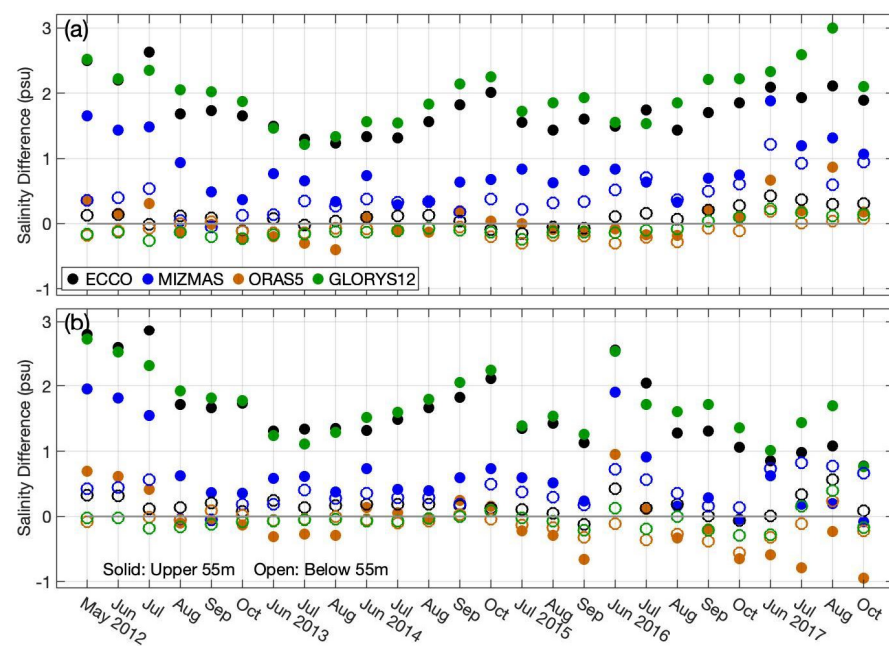 (a)
Salinity Difference (psu)
3
2
1
0
-1
ECCO MIZMAS ORAS5 GLORYS12
(b)
Salinity Difference (psu)
3
2
1
0
-1
Solid: Upper 55m Open: Below 55m
May 2012
Jun
Jul
Aug
Sep
Oct
Jun 2013
Jul
Aug
Jun 2014
Jul
Aug
Sep
Oct
Jul 2015
Aug
Sep
Jun 2016
Jul
Aug
Sep
Oct
Jun 2017
Jul
Aug
Oct